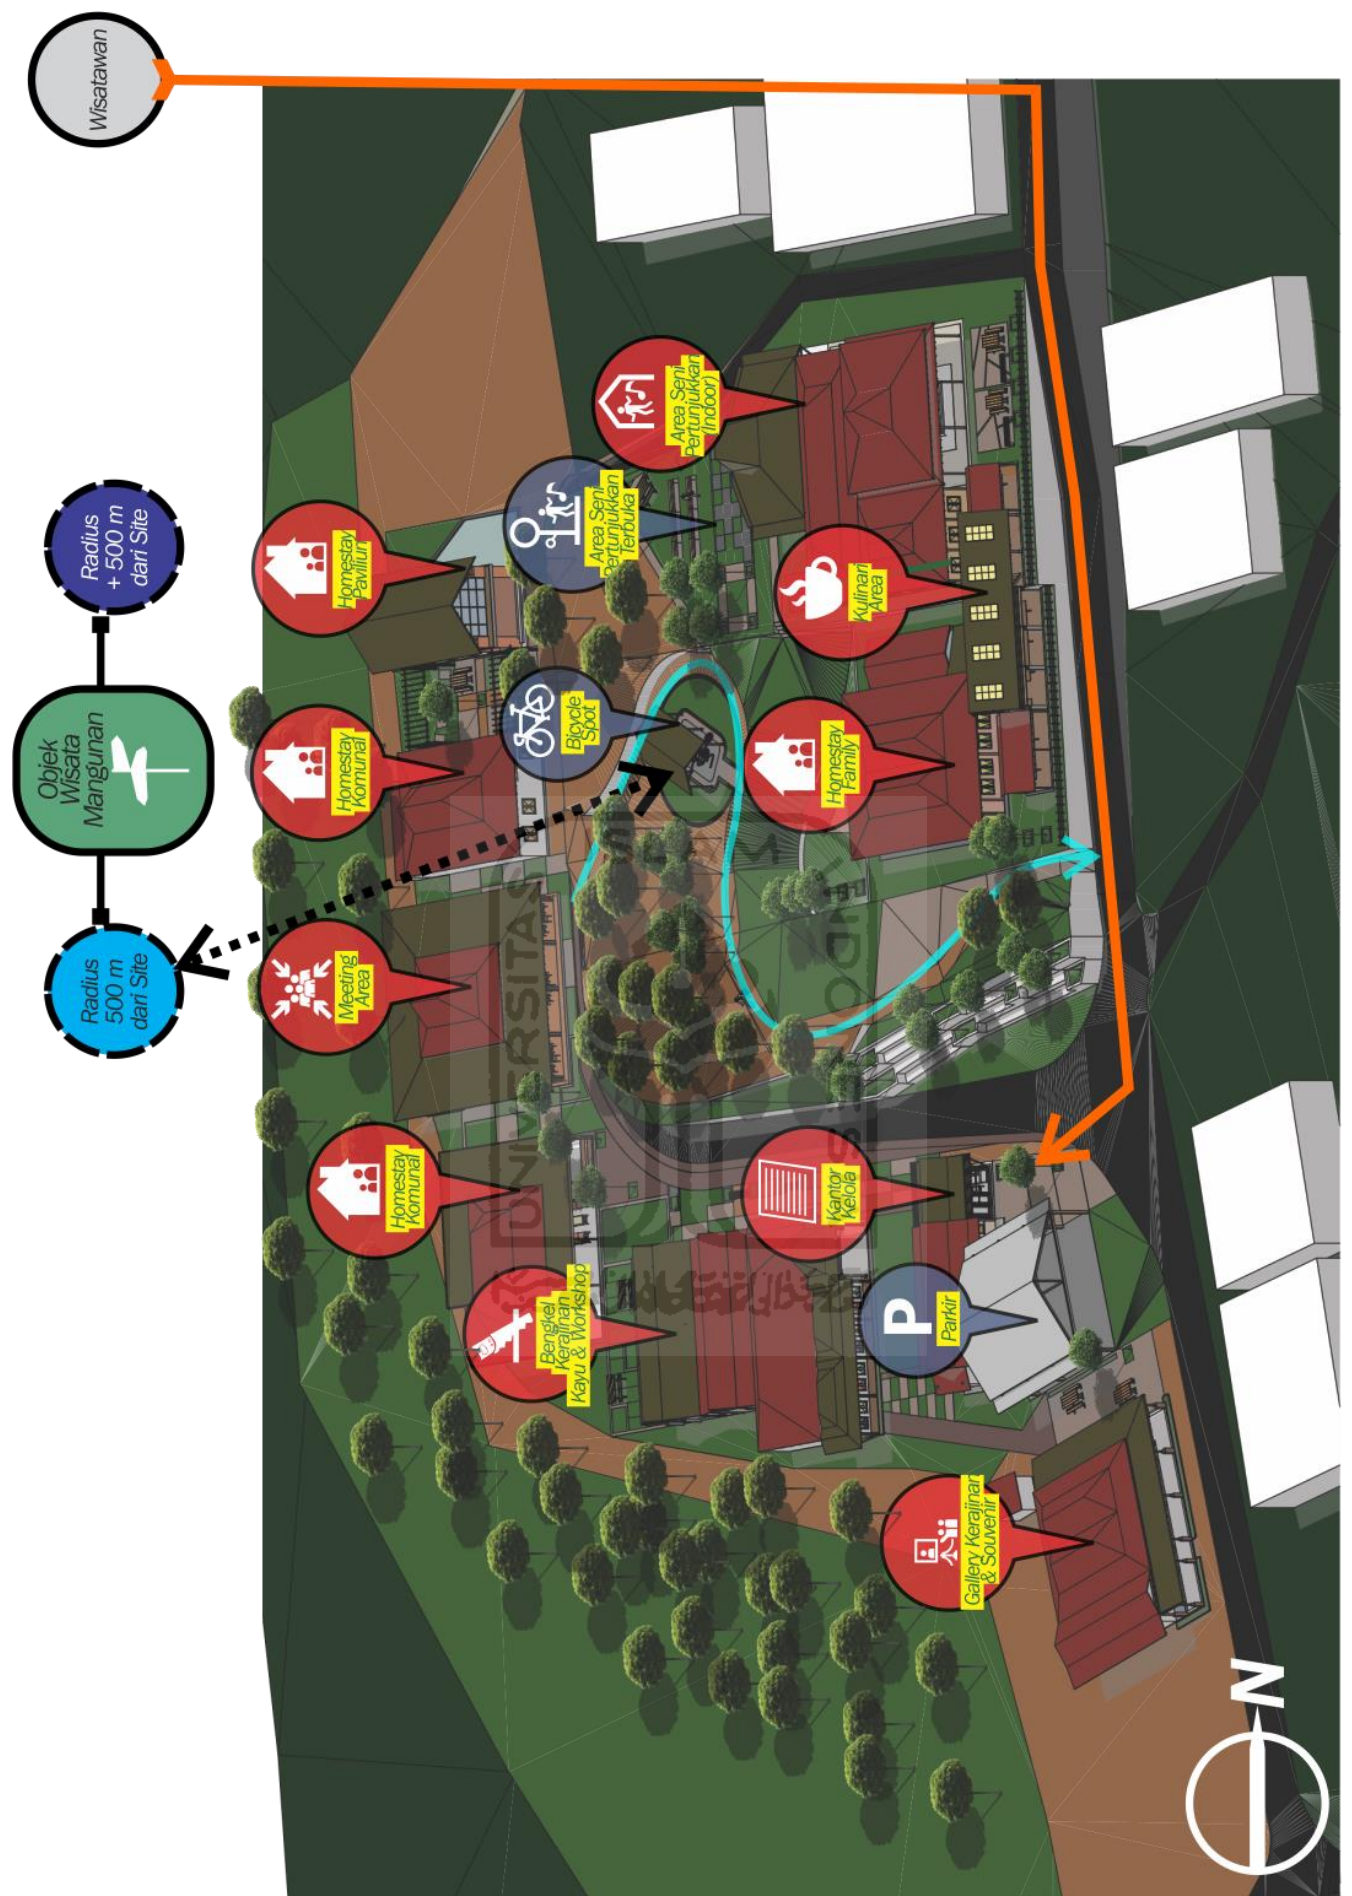 Wisatawan
Radius
+ 500 m
dari Site
Objek
Wisata
Mangunan
Radius
500 m
dari Site
Homestay
Paviliun
Homestay
Komunal
Meeting
Area
Homestay
Komunal
Area Seni
Pertunjukkan
(Indoor)
Area Seni
Pertunjukkan
Terbuka
Bicycle
Spot
Kulinari
Area
Homestay
Family
Bengkel
Kerajinan
Kayu & Workshop
Kantor
Kelola
P
Parkir
Gallery Kerajinan
& Souvenir
N
UNIVERSITAS